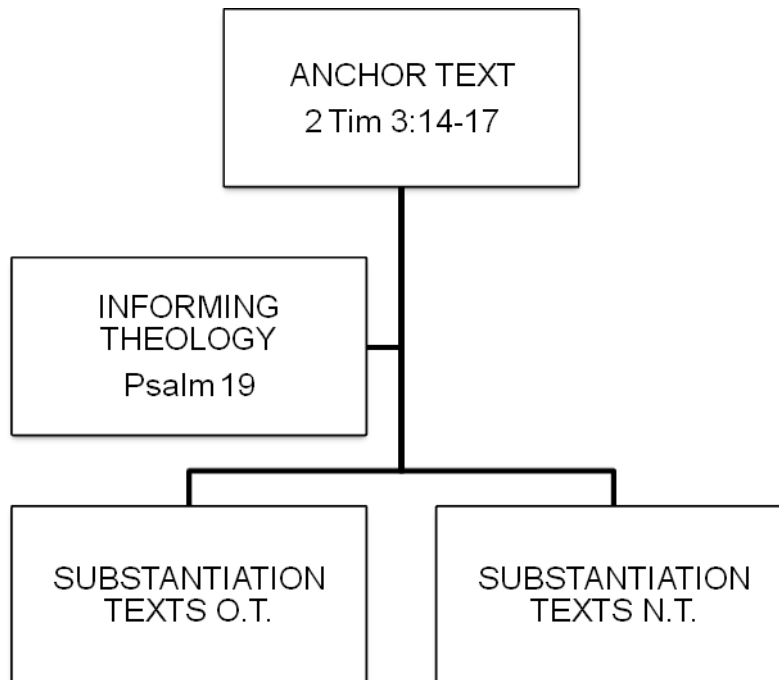 ANCHOR TEXT
2 Tim 3:14-17
INFORMING
THEOLOGY
Psalm 19
SUBSTANTIATION
TEXTS O.T.
SUBSTANTIATION
TEXTS N.T.